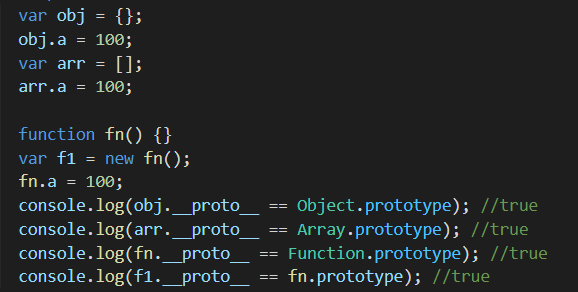 var obj = {};
obj.a = 100;
var arr = [];
arr.a = 100;
function fn() {}
var f1 = new fn();
fn.a = 100;
console.log(obj.__proto__ == Object.prototype); //true
console.log(arr.__proto__ == Array.prototype); //true
console.log(fn.__proto__ == Function.prototype); //true
console.log(f1.__proto__ == fn.prototype); //true